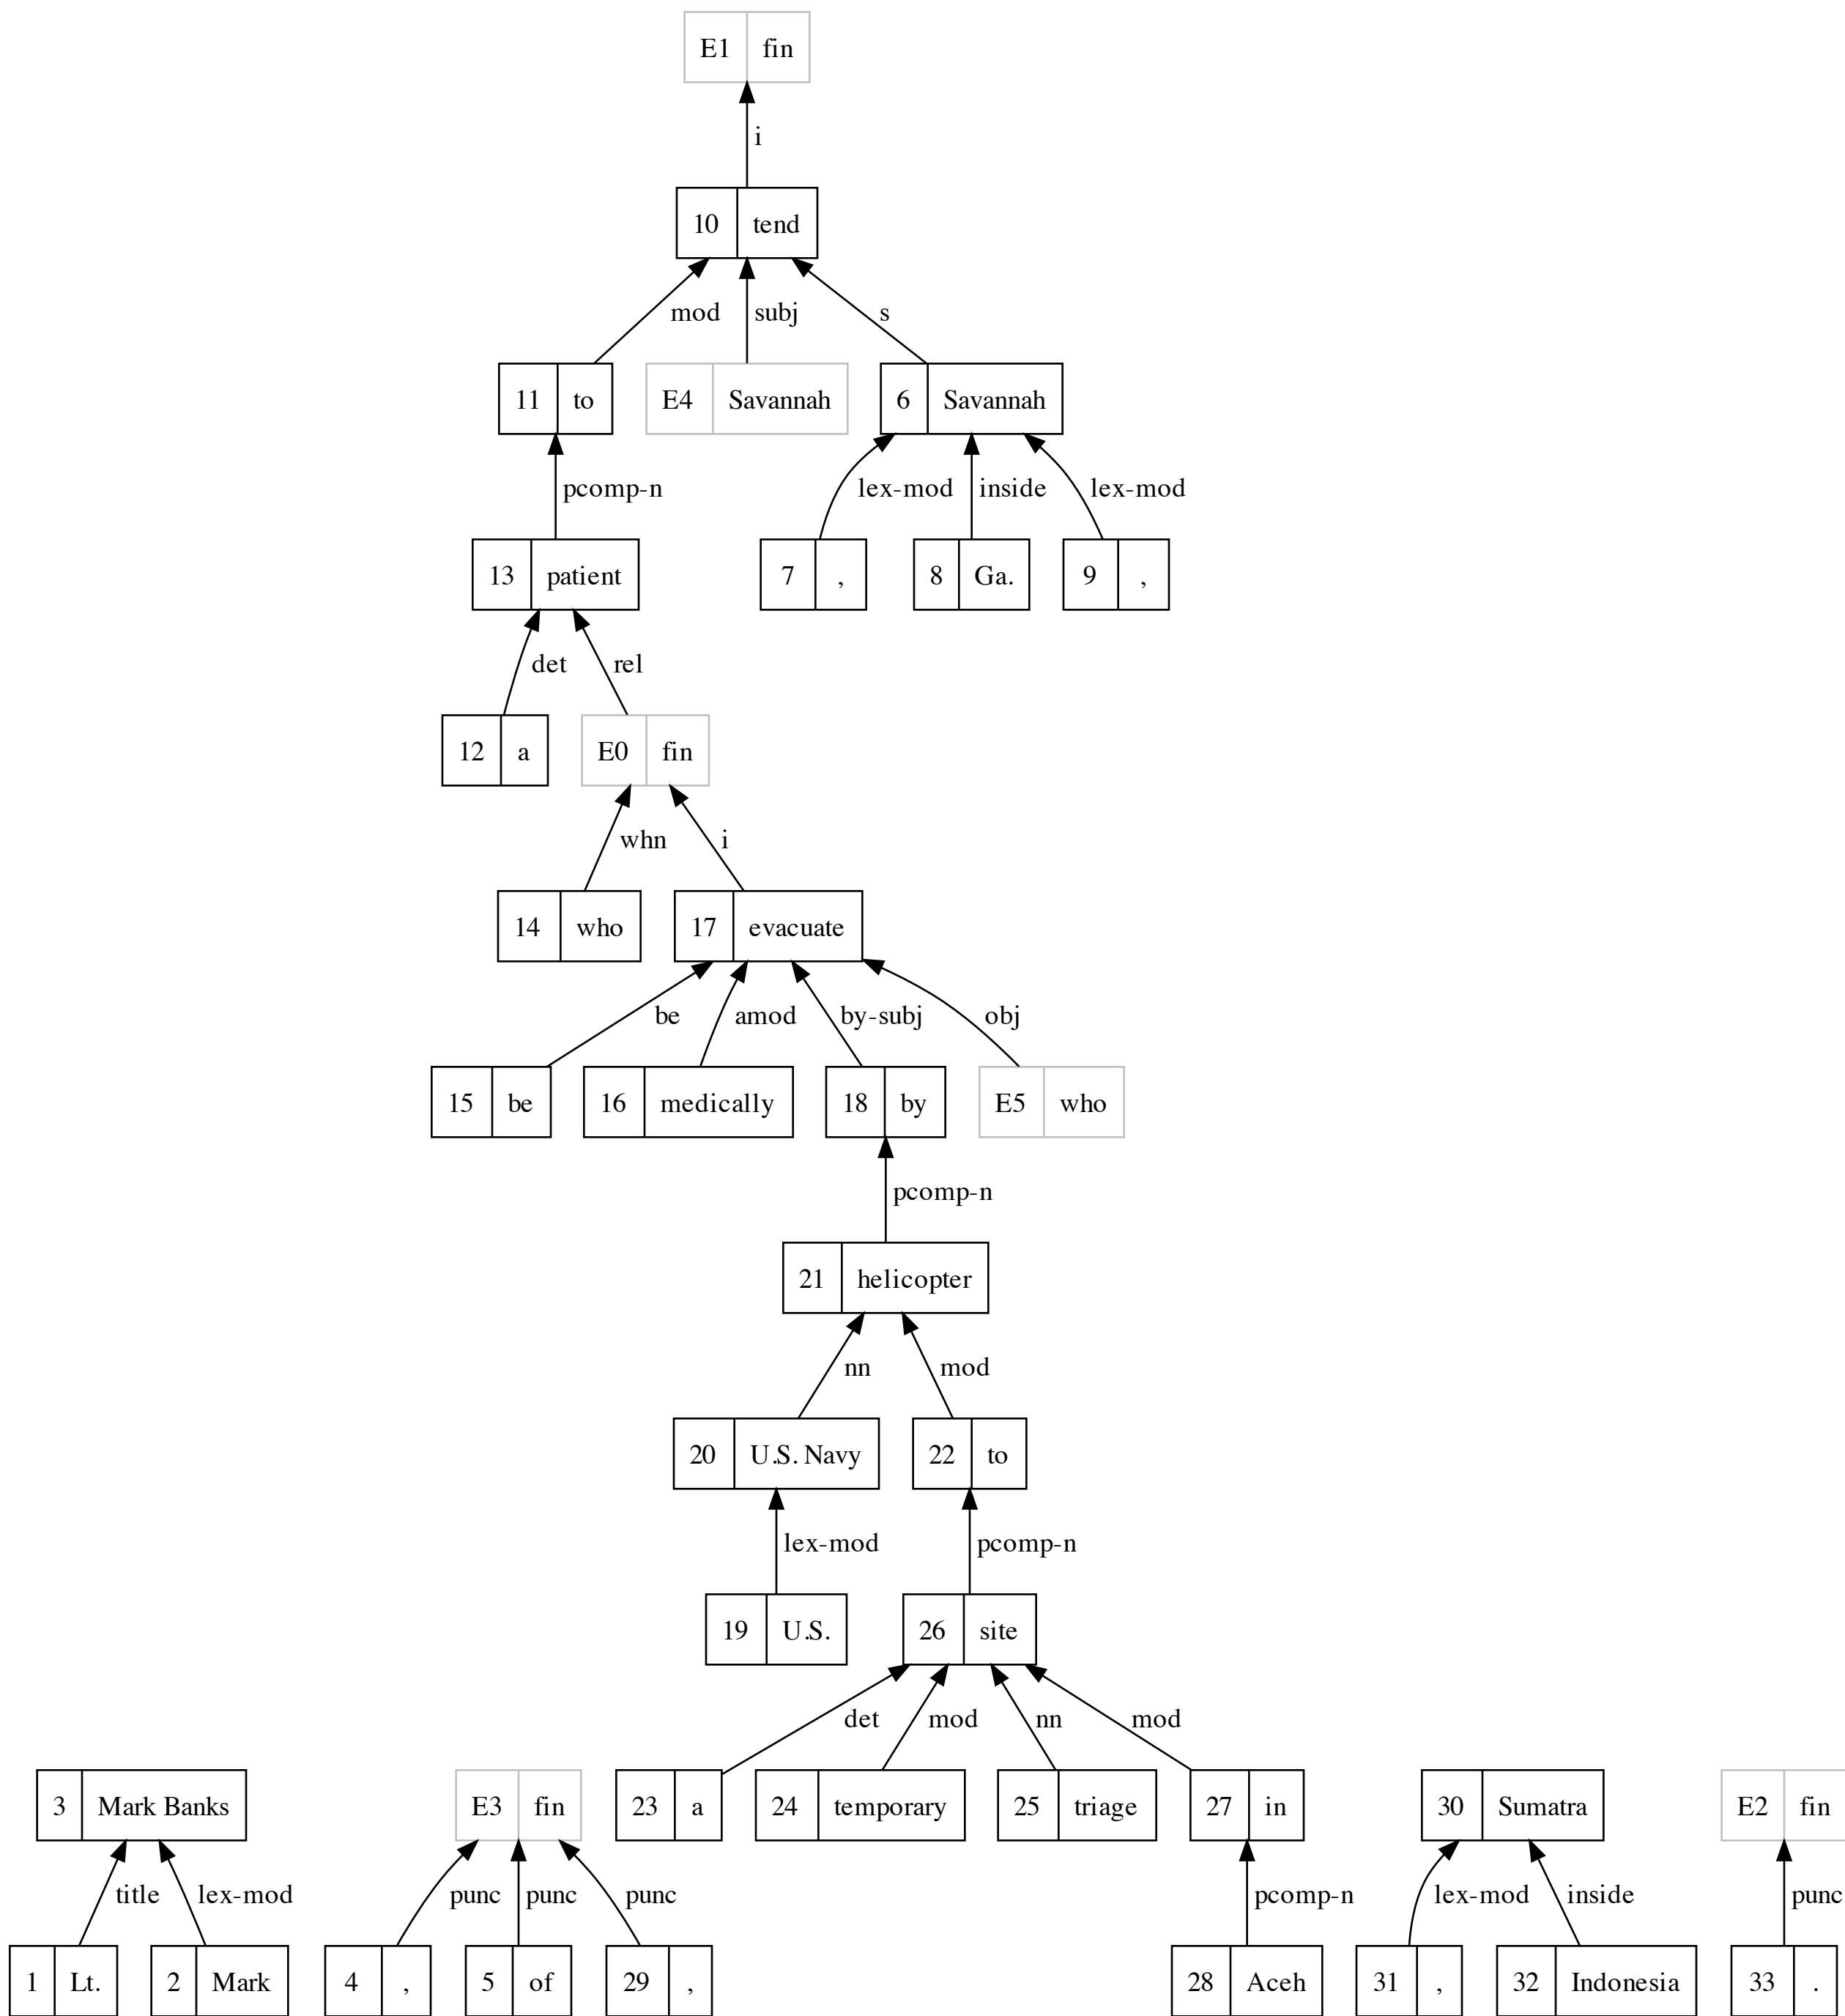 E1 fin
i
10 tend
mod subj s
11 to E4 Savannah 6 Savannah
pcomp-n lex-mod inside lex-mod
13 patient 7 , 8 Ga. 9 ,
det rel
12 a E0 fin
whn i
14 who 17 evacuate
be amod by-subj obj
15 be 16 medically 18 by E5 who
pcomp-n
21 helicopter
nn mod
20 U.S. Navy 22 to
lex-mod pcomp-n
19 U.S. 26 site
det mod nn mod
3 Mark Banks E3 fin 23 a 24 temporary 25 triage 27 in 30 Sumatra E2 fin
title lex-mod punc punc punc pcomp-n lex-mod inside punc
1 Lt. 2 Mark 4 , 5 of 29 , 28 Aceh 31 , 32 Indonesia 33 .